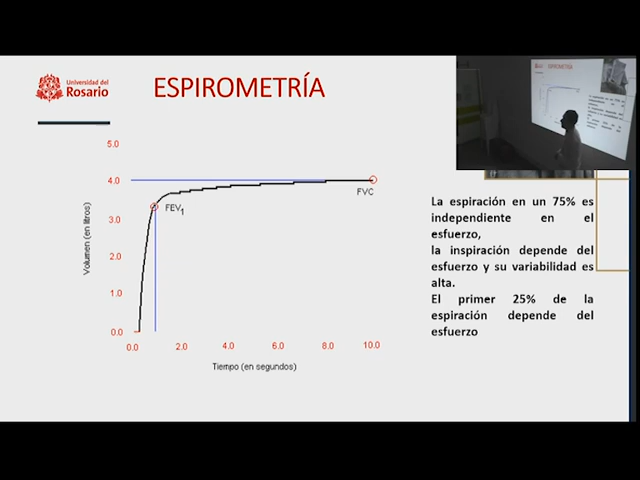 Universidad del
Rosario
ESPIROMETRÍA
5.0
4.0
3.0
2.0
1.0
0.0
Volumen (en litros)
FEV1
FVC
0.0
2.0
4.0
6.0
8.0
10.0
Tiempo (en segundos)
La espiración en un 75% es
independiente en el
esfuerzo,
la inspiración depende del
esfuerzo y su variabilidad es
alta.
El primer 25% de la
espiración depende del
esfuerzo
ESPIROMETRÍA